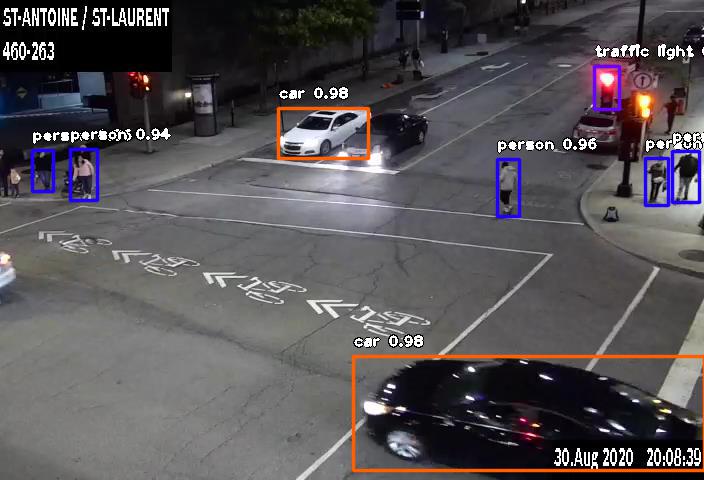 ST-ANTOINE / ST-LAURENT
460-263
traffic light
car 0.98
person 0.94
person 0.96
car 0.98
30.Aug 2020 20:08:39